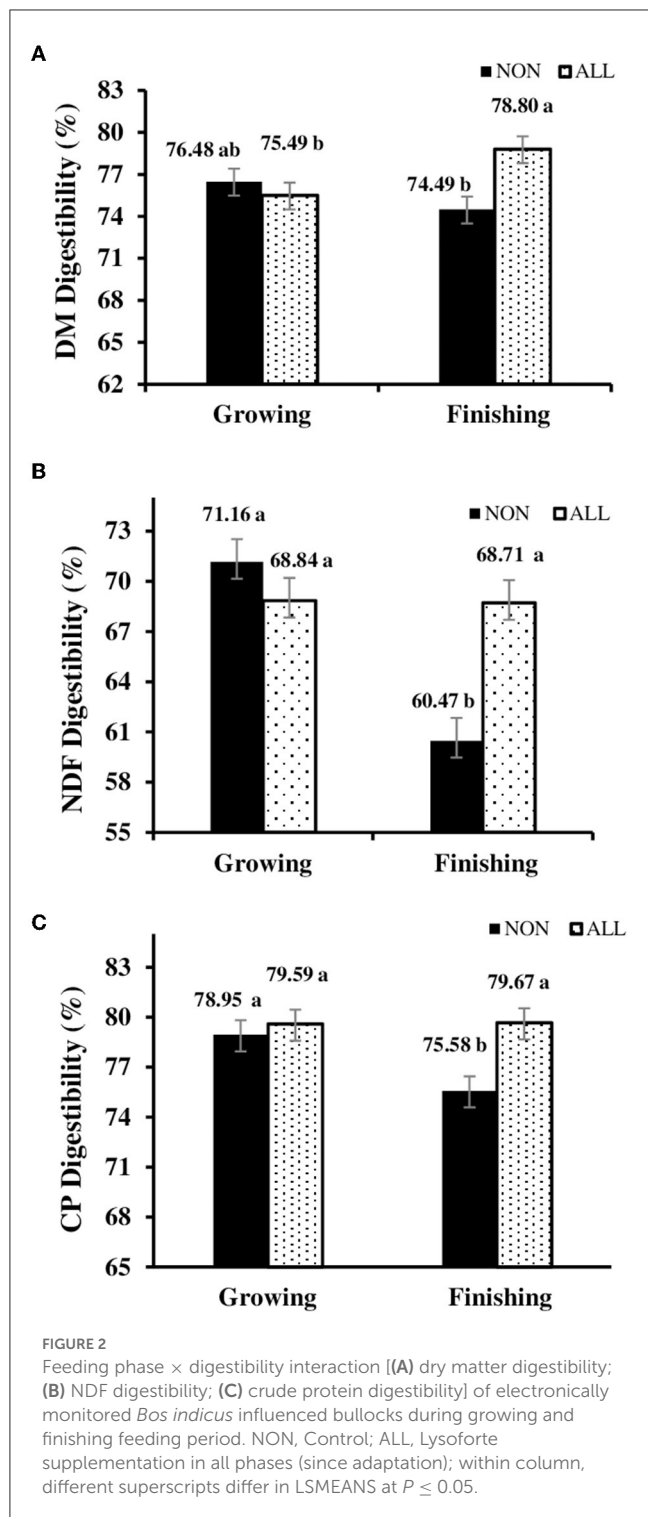 A
NON ALL
DM Digestibility (%)
83
80
77
74
71
68
65
62
76.48 ab
75.49 b
74.49 b
78.80 a
Growing
Finishing
B
NON ALL
NDF Digestibility (%)
73
70
67
64
61
58
55
71.16 a
68.84 a
60.47 b
68.71 a
Growing
Finishing
C
NON ALL
CP Digestibility (%)
83
80
77
74
71
68
65
78.95 a
79.59 a
75.58 b
79.67 a
Growing
Finishing
FIGURE 2
Feeding phase × digestibility interaction [(A) dry matter digestibility;
(B) NDF digestibility; (C) crude protein digestibility] of electronically
monitored Bos indicus influenced bullocks during growing and
finishing feeding period. NON, Control; ALL, Lysoforte
supplementation in all phases (since adaptation); within column,
different superscripts differ in LSMEANS at P ≤ 0.05.